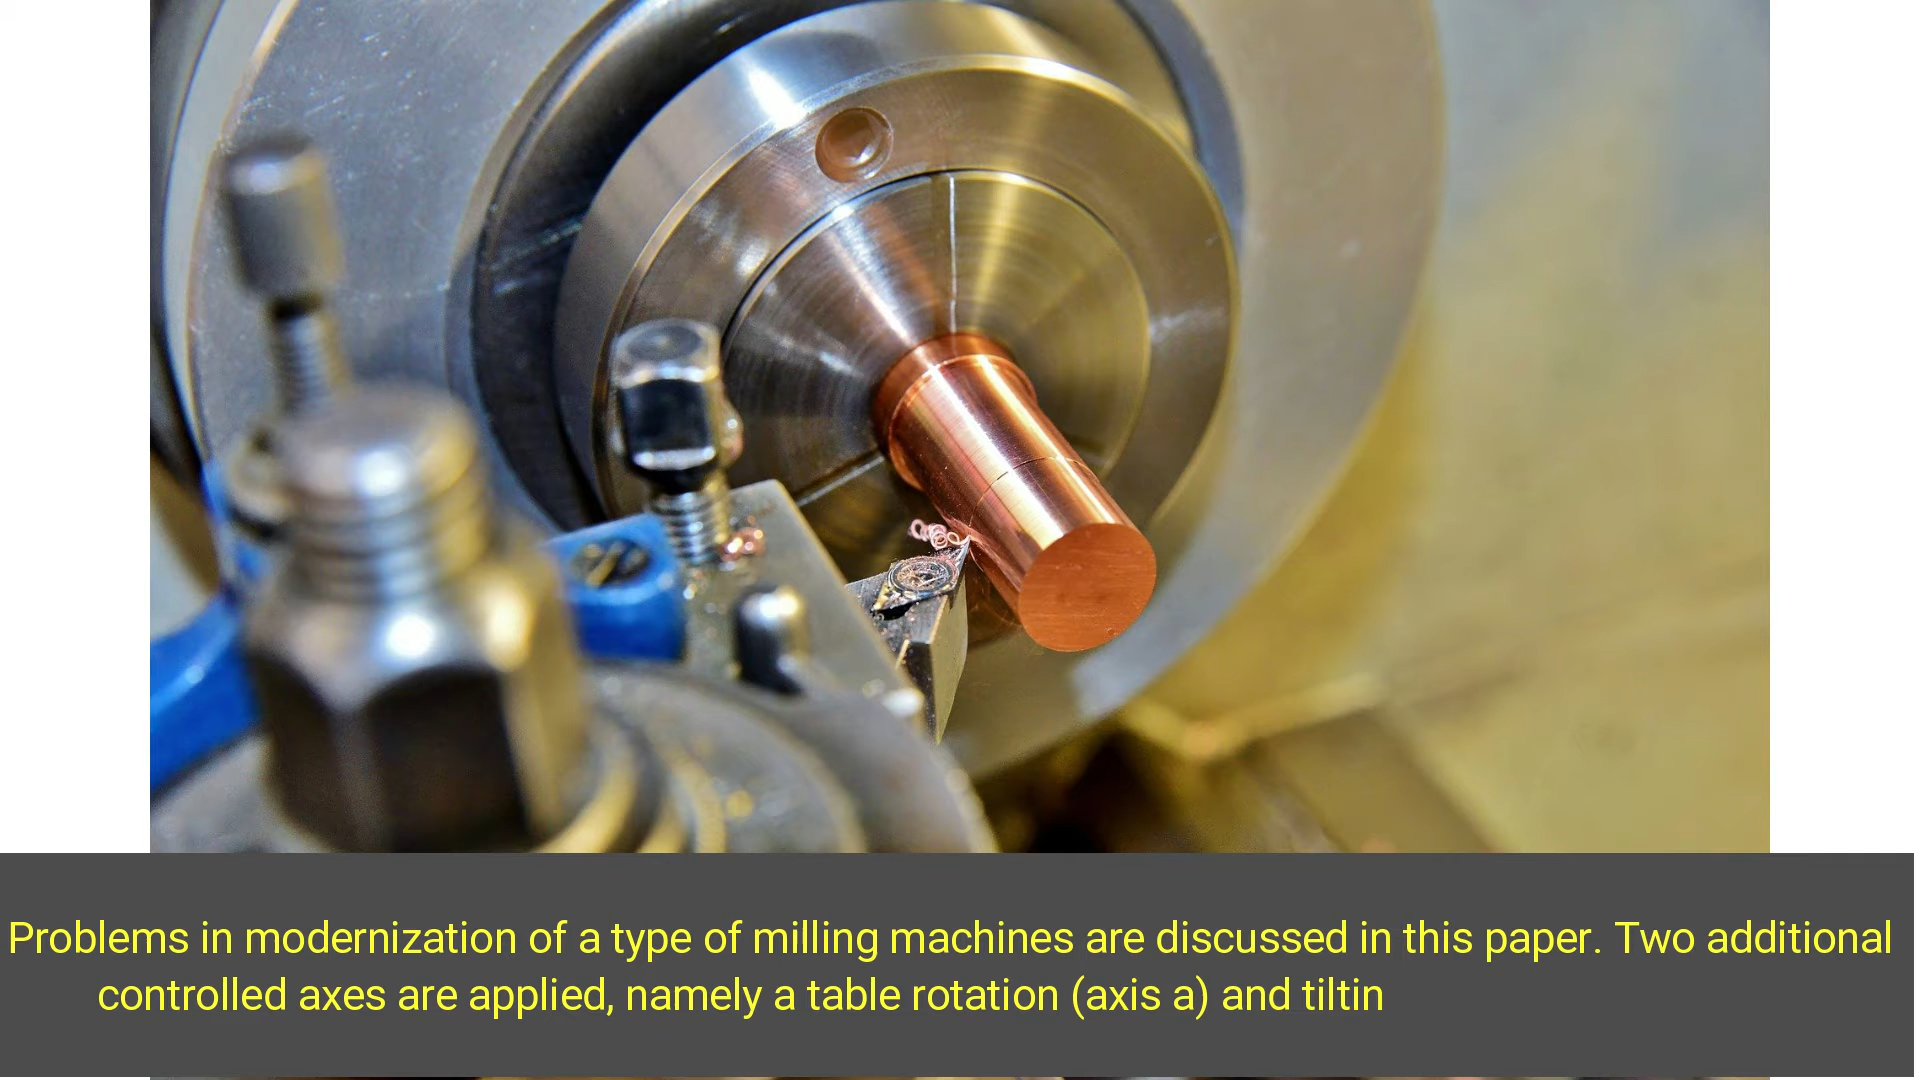 Problems in modernization of a type of milling machines are discussed in this paper. Two additional
controlled axes are applied, namely a table rotation (axis a) and tiltin